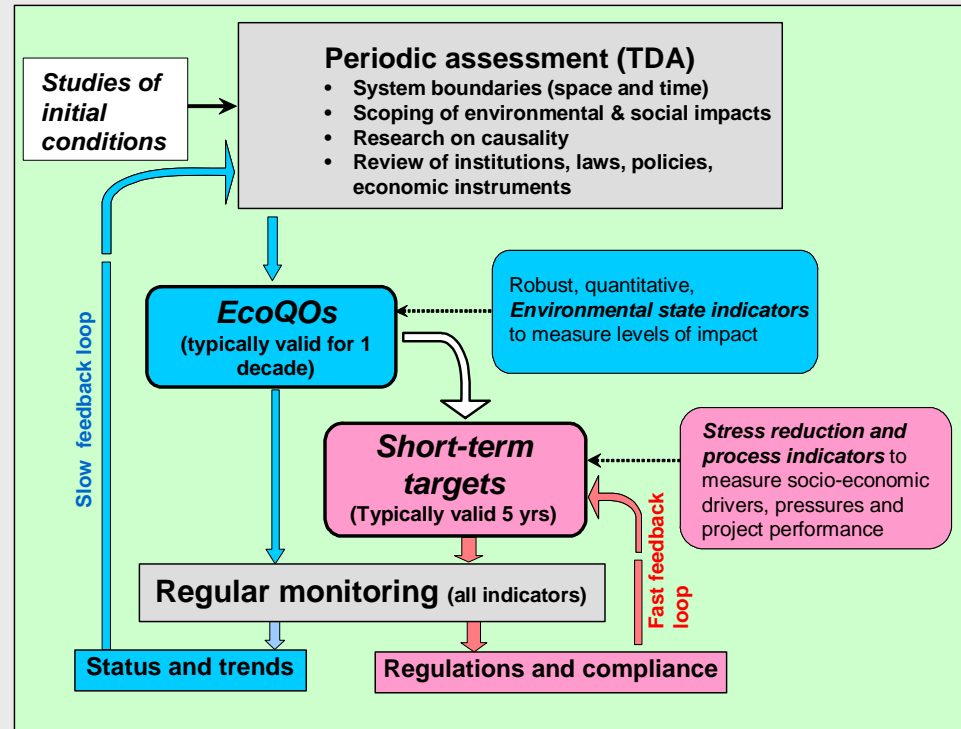 Studies of
initial
conditions
Periodic assessment (TDA)
• System boundaries (space and time)
• Scoping of environmental & social impacts
• Research on causality
• Review of institutions, laws, policies,
economic instruments
EcoQOs
(typically valid for 1
decade)
Robust, quantitative,
Environmental state indicators
to measure levels of impact
Slow feedback loop
Short-term
targets
(Typically valid 5 yrs)
Stress reduction and
process indicators to
measure socio-economic
drivers, pressures and
project performance
Fast feedback
loop
Regular monitoring (all indicators)
Status and trends
Regulations and compliance